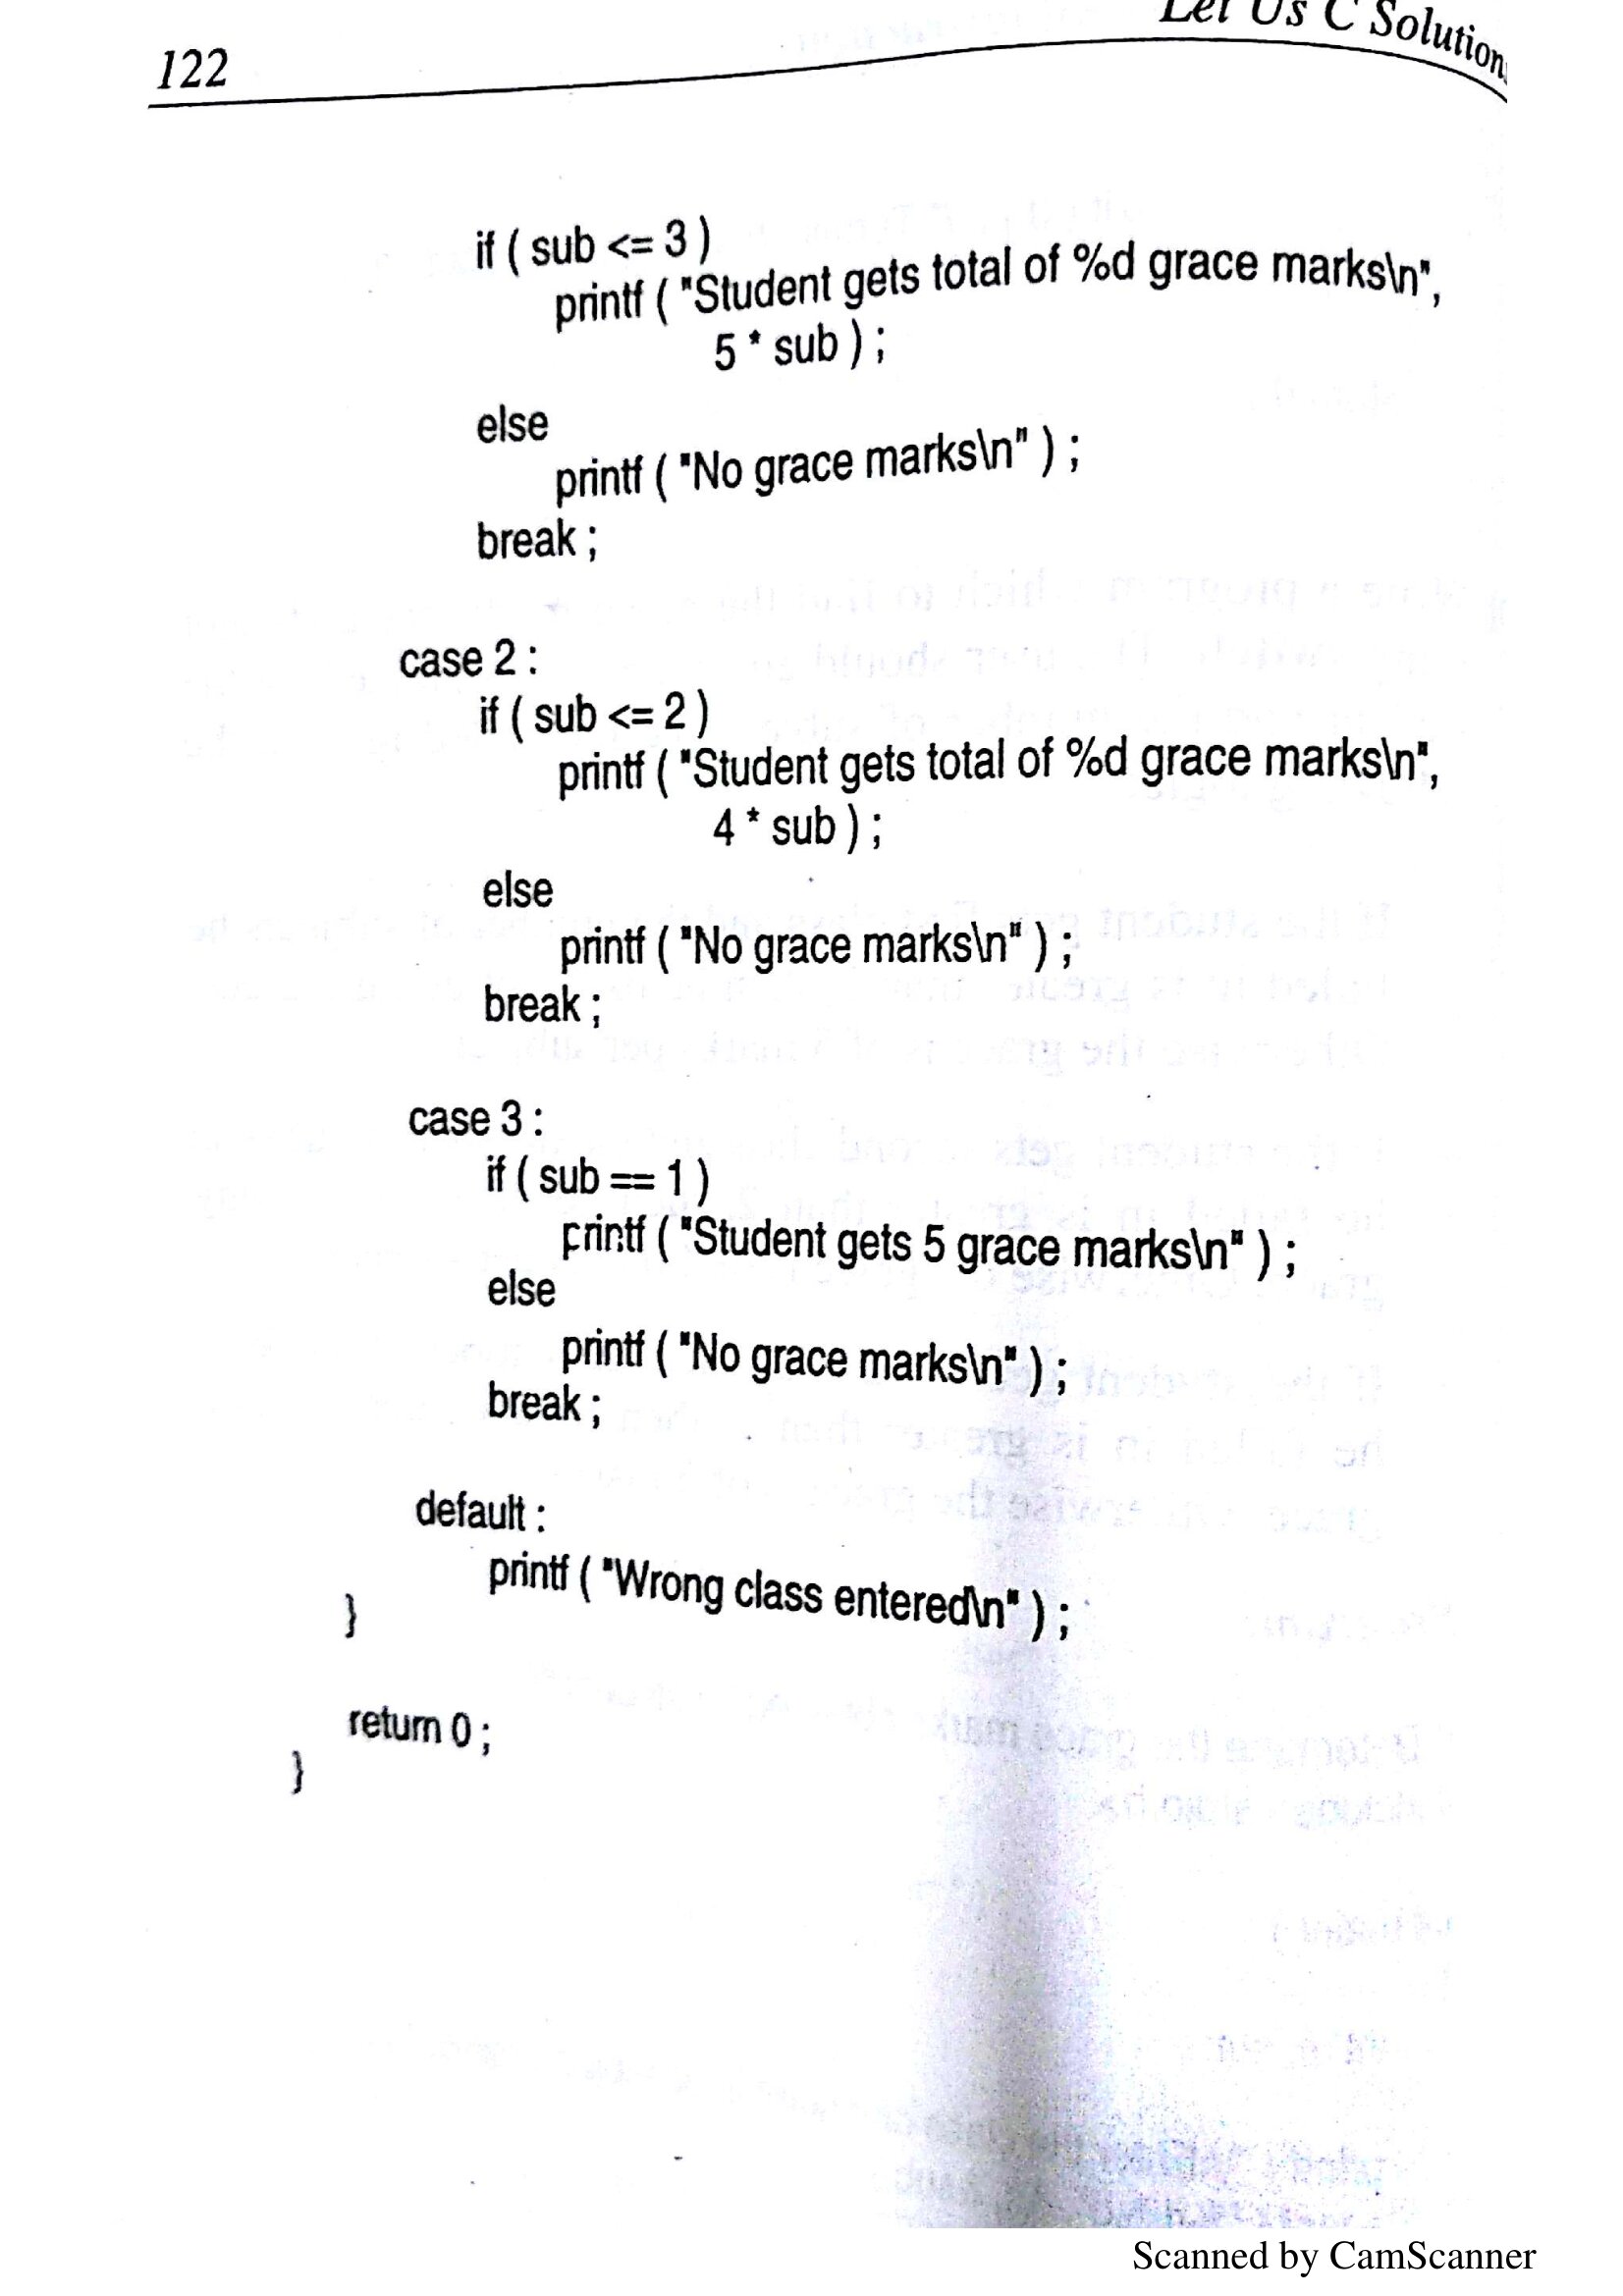 Let Us C Solutions
122
if ( sub <= 3 )
printf ( "Student gets total of %d grace marks\n",
5 * sub ) ;
else
printf ( "No grace marks\n" ) ;
break ;
case 2 :
if ( sub <= 2 )
printf ( "Student gets total of %d grace marks\n",
4 * sub ) ;
else
printf ( "No grace marks\n" ) ;
break ;
case 3 :
if ( sub == 1 )
printf ( "Student gets 5 grace marks\n" ) ;
else
printf ( "No grace marks\n" ) ;
break ;
default :
printf ( "Wrong class entered\n" ) ;
}
return 0 ;
}
Scanned by CamScanner